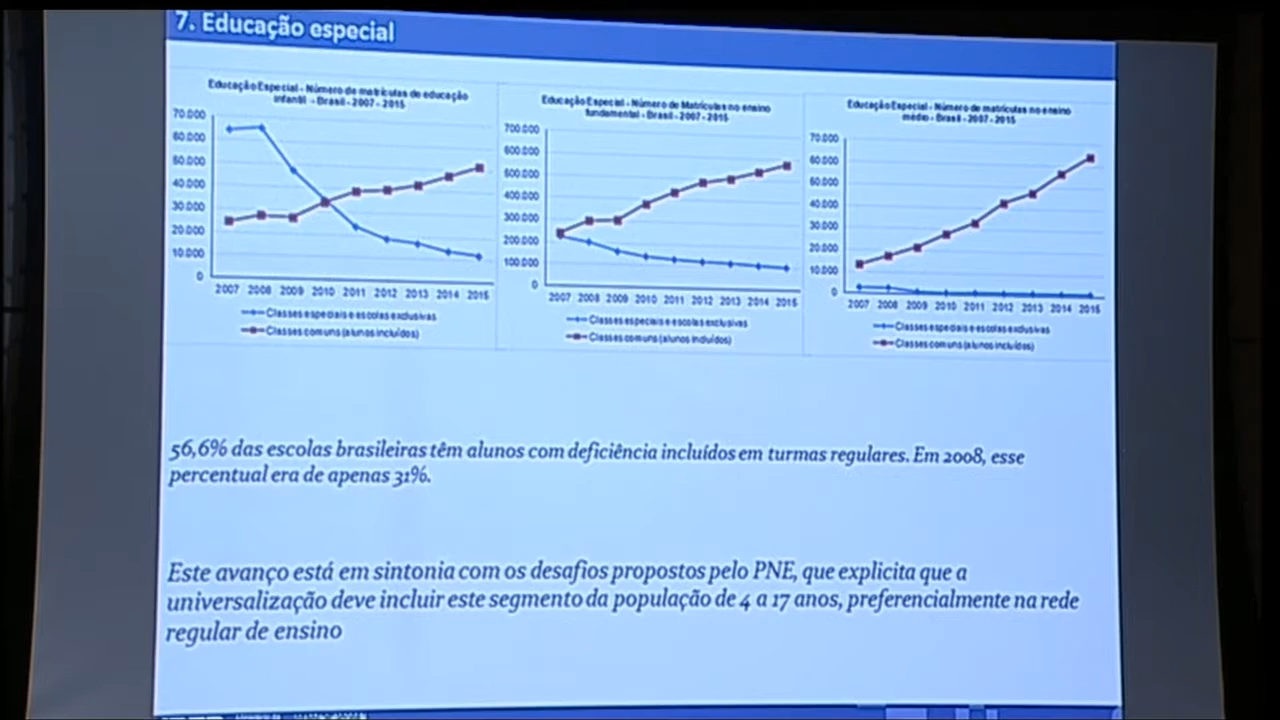 7. Educação especial
Educação Especial - Número de matrículas de educação
infantil - Brasil - 2007 - 2015
70.000
60.000
50.000
40.000
30.000
20.000
10.000
0
2007 2008 2009 2010 2011 2012 2013 2014 2015
Classes especiais e escolas exclusivas
Classes comuns (alunos incluídos)
Educação Especial - Número de Matrículas no ensino
fundamental - Brasil - 2007 - 2015
700.000
600.000
500.000
400.000
300.000
200.000
100.000
0
2007 2008 2009 2010 2011 2012 2013 2014 2015
Classes especiais e escolas exclusivas
Classes comuns (alunos incluídos)
Educação Especial - Número de matrículas no ensino
médio - Brasil - 2007 - 2015
70.000
60.000
50.000
40.000
30.000
20.000
10.000
0
2007 2008 2009 2010 2011 2012 2013 2014 2015
Classes especiais e escolas exclusivas
Classes comuns (alunos incluídos)
56,6% das escolas brasileiras têm alunos com deficiência incluídos em turmas regulares. Em 2008, esse
percentual era de apenas 31%.
Este avanço está em sintonia com os desafios propostos pelo PNE, que explicita que a
universalização deve incluir este segmento da população de 4 a 17 anos, preferencialmente na rede
regular de ensino